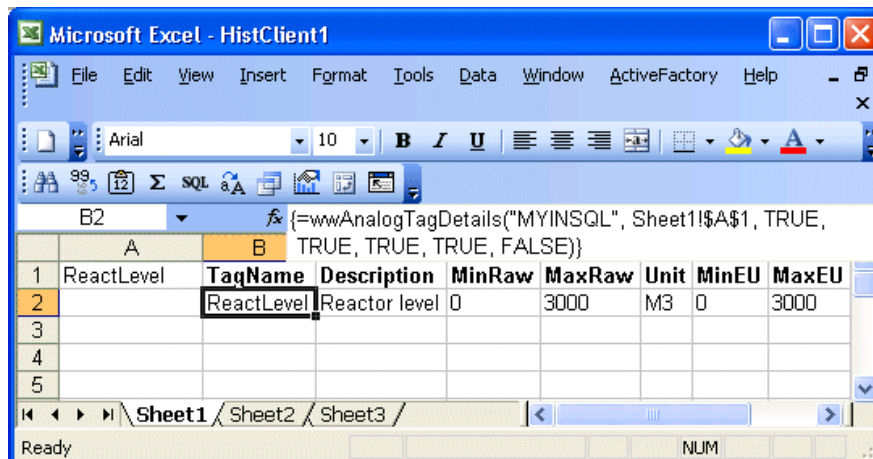 Microsoft Excel - HistClient1
File Edit View Insert Format Tools Data Window ActiveFactory Help
Arial 10 B I U A
SQL
B2 fx {=wwAnalogTagDetails("MYINSQL", Sheet1!$A$1, TRUE,
TRUE, TRUE, TRUE, FALSE)}
A B
1 ReactLevel TagName Description MinRaw MaxRaw Unit MinEU MaxEU
2 ReactLevel Reactor level 0 3000 M3 0 3000
3
4
5
Sheet1 / Sheet2 / Sheet3 /
Ready NUM